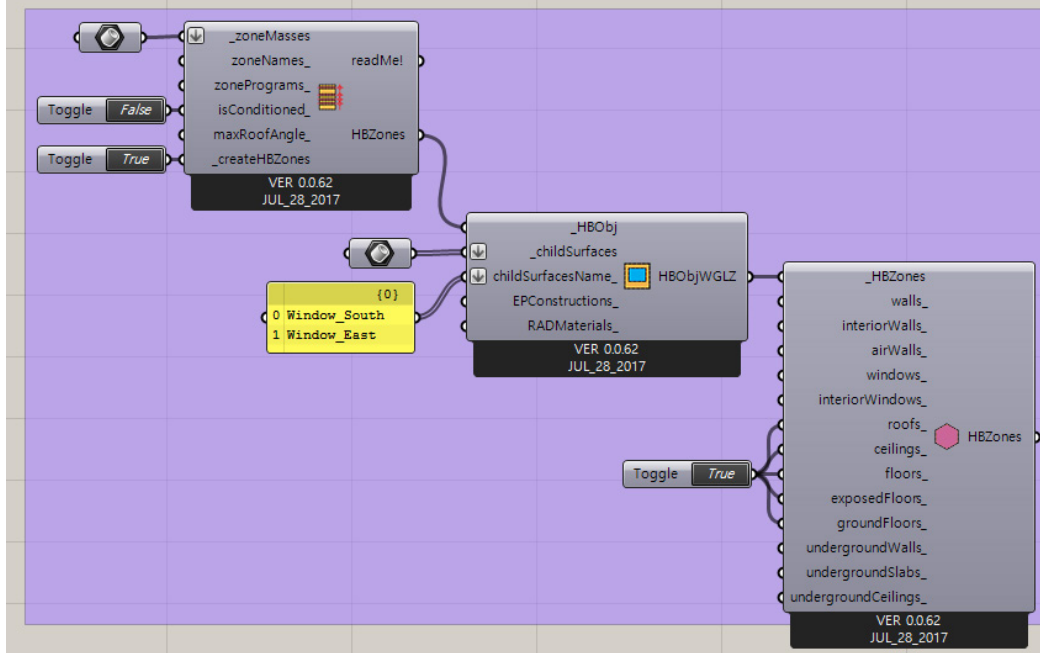 _zoneMasses
zoneNames_ readMe!
zonePrograms_
Toggle False isConditioned_
maxRoofAngle_ HBZones
Toggle True _createHBZones
VER 0.0.62
JUL_28_2017
_HBObj
_childSurfaces
childSurfacesName_ HBObjWGLZ
EPConstructions_
RADMaterials_
VER 0.0.62
JUL_28_2017
{0}
0 Window_South
1 Window_East
_HBZones
walls_
interiorWalls_
airWalls_
windows_
interiorWindows_
roofs_
ceilings_ HBZones
Toggle True floors_
exposedFloors_
groundFloors_
undergroundWalls_
undergroundSlabs_
undergroundCeilings_
VER 0.0.62
JUL_28_2017